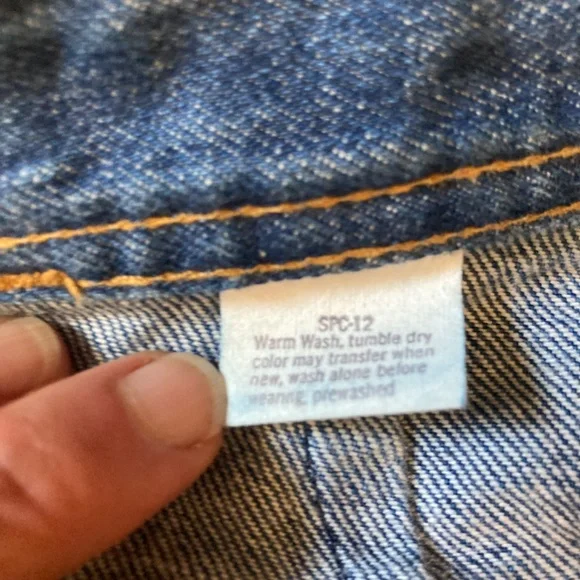 SPC-12
Warm Wash, tumble dry
color may transfer when
new, wash alone before
wearing, prewashed